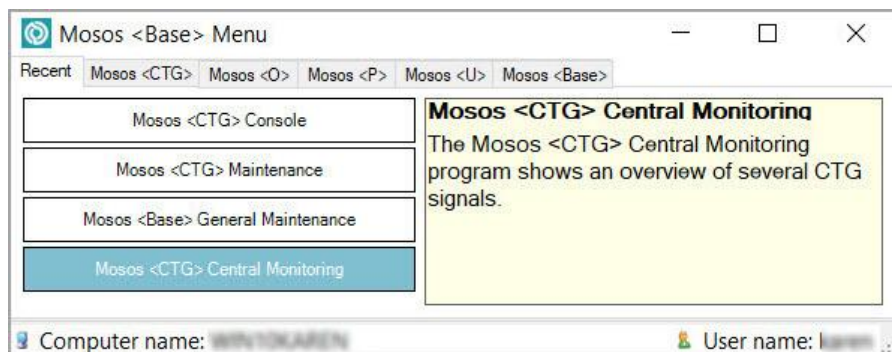 Mosos <Base> Menu
Recent Mosos <CTG> Mosos <O> Mosos <P> Mosos <U> Mosos <Base>
Mosos <CTG> Console
Mosos <CTG> Maintenance
Mosos <Base> General Maintenance
Mosos <CTG> Central Monitoring
Mosos <CTG> Central Monitoring
The Mosos <CTG> Central Monitoring
program shows an overview of several CTG
signals.
Computer name:
User name: